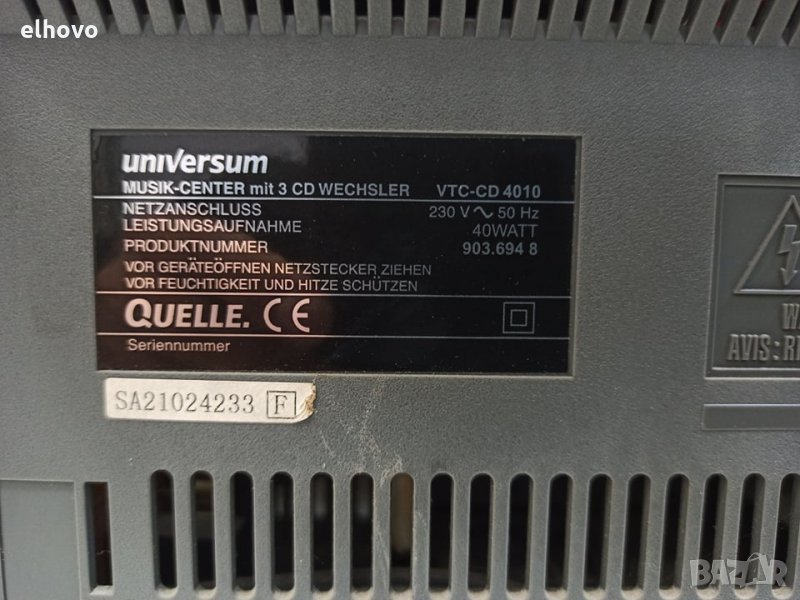 elhovo
universum
MUSIK-CENTER mit 3 CD WECHSLER VTC-CD 4010
NETZANSCHLUSS 230 V ~ 50 Hz
LEISTUNGSAUFNAHME 40WATT
PRODUKTNUMMER 903.694 8
VOR GERÄTEÖFFNEN NETZSTECKER ZIEHEN
VOR FEUCHTIGKEIT UND HITZE SCHÜTZEN
QUELLE. CE
Seriennummer
SA21024233 F
AVIS:
BAZAR